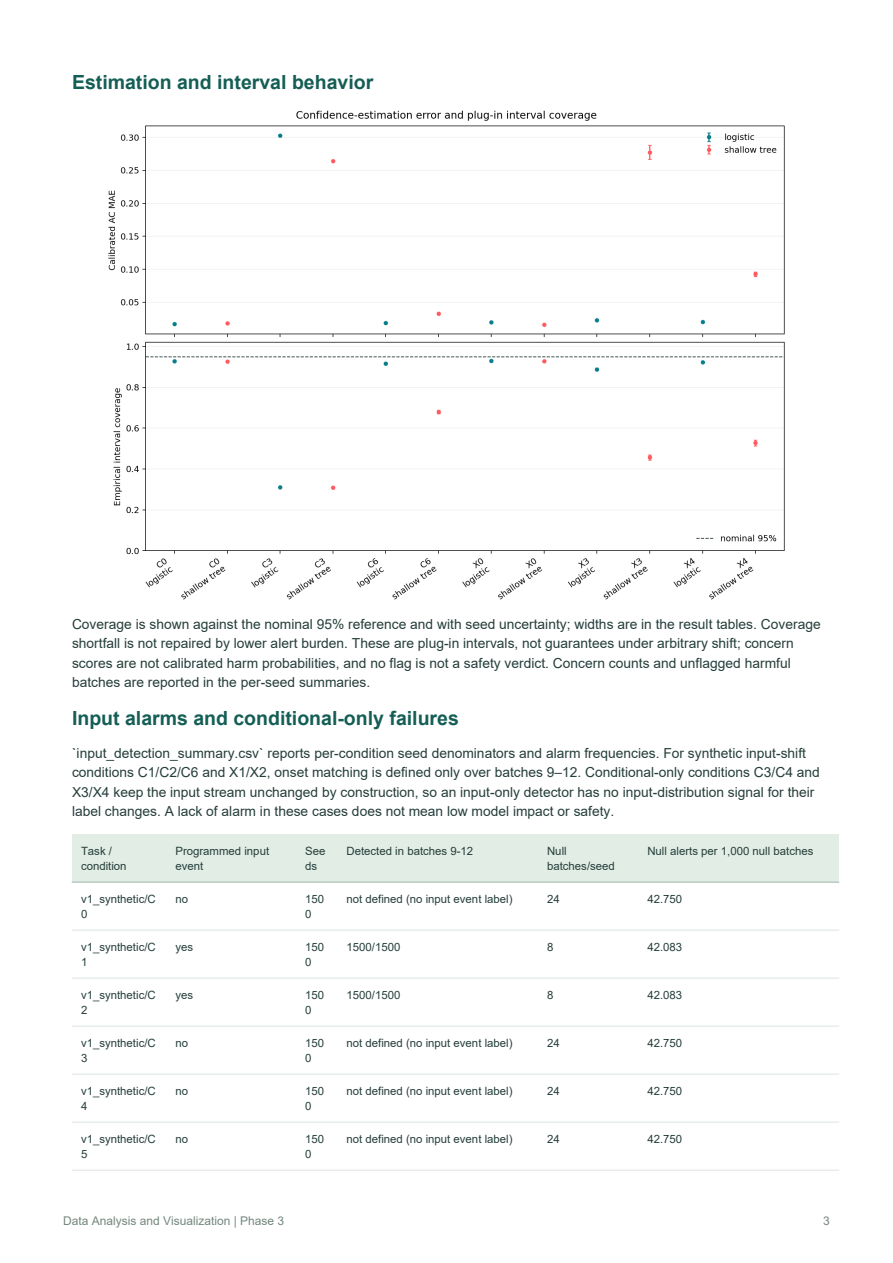 Estimation and interval behavior
Confidence-estimation error and plug-in interval coverage
logistic
shallow tree
Calibrated AC MAE
0.30
0.25
0.20
0.15
0.10
0.05
Empirical interval coverage
1.0
0.8
0.6
0.4
0.2
0.0
nominal 95%
C0
logistic
C0
shallow tree
C3
logistic
C3
shallow tree
C6
logistic
C6
shallow tree
X0
logistic
X0
shallow tree
X3
logistic
X3
shallow tree
X4
logistic
X4
shallow tree
Coverage is shown against the nominal 95% reference and with seed uncertainty; widths are in the result tables. Coverage
shortfall is not repaired by lower alert burden. These are plug-in intervals, not guarantees under arbitrary shift; concern
scores are not calibrated harm probabilities, and no flag is not a safety verdict. Concern counts and unflagged harmful
batches are reported in the per-seed summaries.
Input alarms and conditional-only failures
`input_detection_summary.csv` reports per-condition seed denominators and alarm frequencies. For synthetic input-shift
conditions C1/C2/C6 and X1/X2, onset matching is defined only over batches 9–12. Conditional-only conditions C3/C4 and
X3/X4 keep the input stream unchanged by construction, so an input-only detector has no input-distribution signal for their
label changes. A lack of alarm in these cases does not mean low model impact or safety.
Task / condition
Programmed input event
See ds
Detected in batches 9-12
Null batches/seed
Null alerts per 1,000 null batches
v1_synthetic/C 0
no
150 0
not defined (no input event label)
24
42.750
v1_synthetic/C 1
yes
150 0
1500/1500
8
42.083
v1_synthetic/C 2
yes
150 0
1500/1500
8
42.083
v1_synthetic/C 3
no
150 0
not defined (no input event label)
24
42.750
v1_synthetic/C 4
no
150 0
not defined (no input event label)
24
42.750
v1_synthetic/C 5
no
150 0
not defined (no input event label)
24
42.750
Data Analysis and Visualization | Phase 3
3